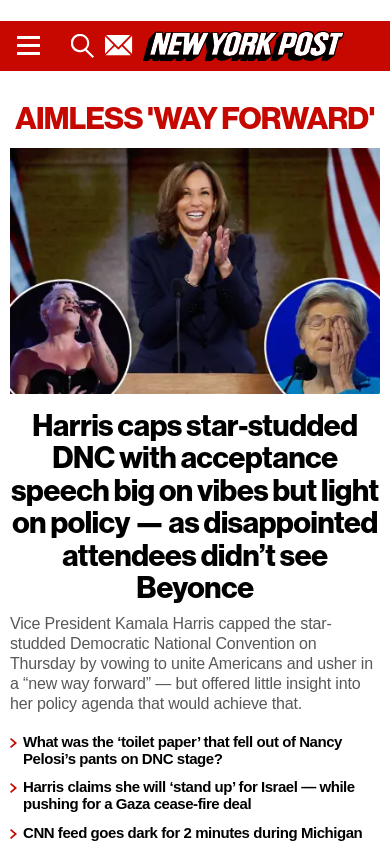 NEW YORK POST
AIMLESS 'WAY FORWARD'
Harris caps star-studded
DNC with acceptance
speech big on vibes but light
on policy — as disappointed
attendees didn’t see
Beyonce
Vice President Kamala Harris capped the star-
studded Democratic National Convention on
Thursday by vowing to unite Americans and usher in
a “new way forward” — but offered little insight into
her policy agenda that would achieve that.
What was the ‘toilet paper’ that fell out of Nancy
Pelosi’s pants on DNC stage?
Harris claims she will ‘stand up’ for Israel — while
pushing for a Gaza cease-fire deal
CNN feed goes dark for 2 minutes during Michigan